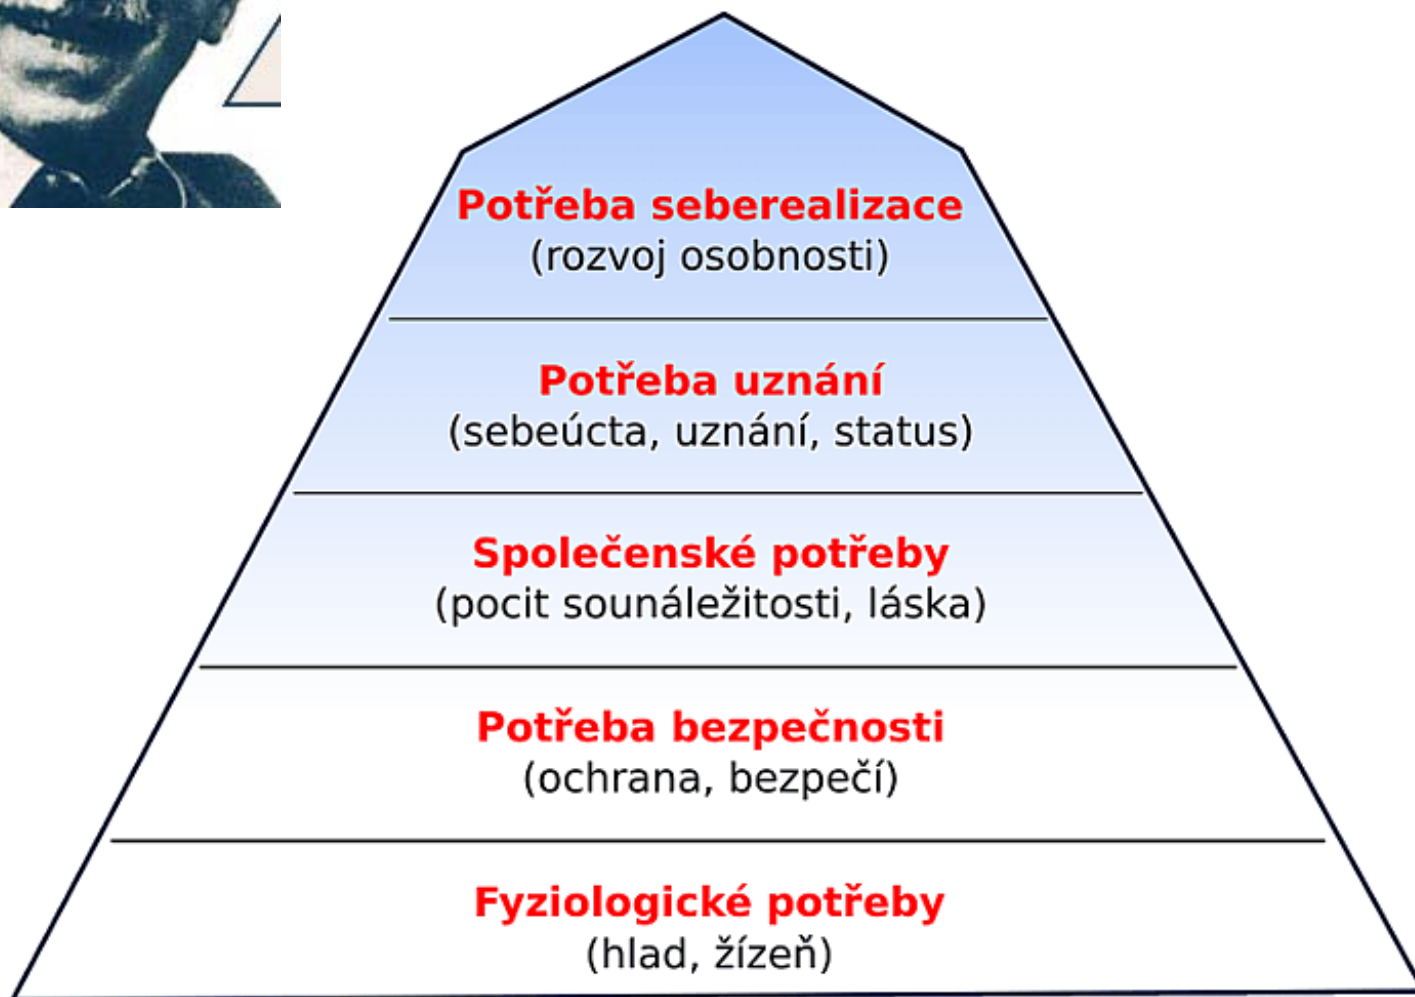 Potřeba seberealizace
(rozvoj osobnosti)
Potřeba uznání
(sebeúcta, uznání, status)
Společenské potřeby
(pocit sounáležitosti, láska)
Potřeba bezpečnosti
(ochrana, bezpečí)
Fyziologické potřeby
(hlad, žízeň)